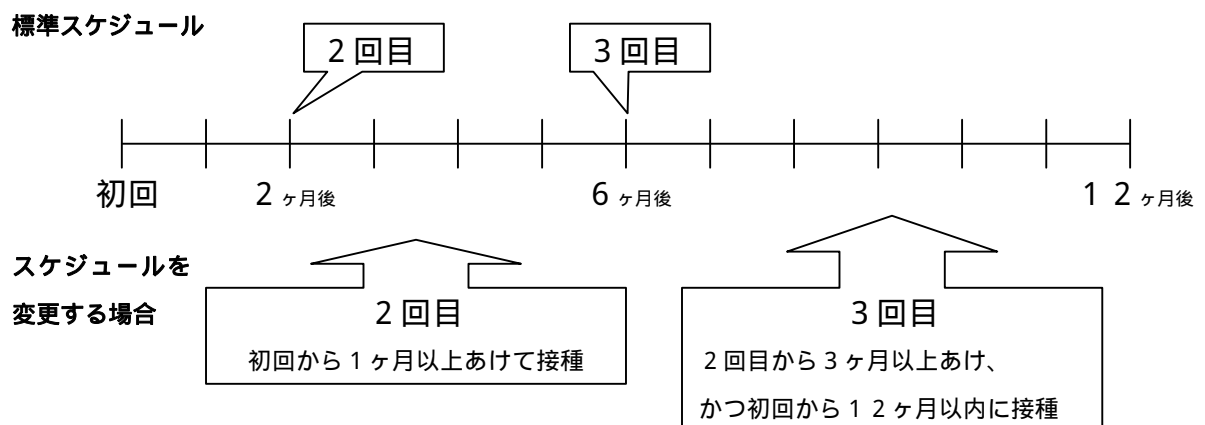 標準スケジュール
２回目
３回目
初回
２ヶ月後
６ヶ月後
１２ヶ月後
スケジュールを
変更する場合
２回目
初回から１ヶ月以上あけて接種
３回目
２回目から３ヶ月以上あけ、
かつ初回から１２ヶ月以内に接種